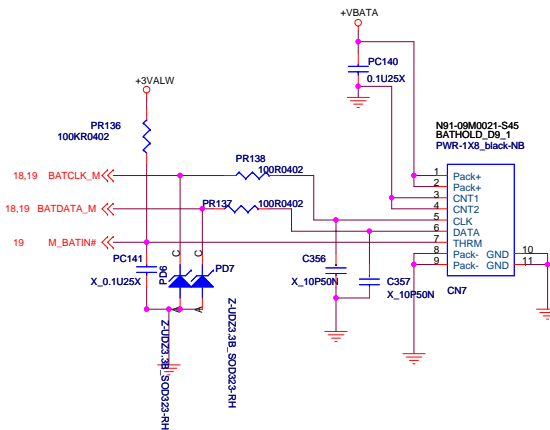 +VBATA
PC140
0.1U25X
+3VALW
PR136
100KR0402
N91-09M0021-S45
BATHOLD_D9_1
PWR-1X8_black-NB
PR138
100R0402
18,19 BATCLK_M
PR137
100R0402
18,19 BATDATA_M
19 M_BATIN#
1 Pack+
2 Pack+
3 CNT1
4 CNT2
5 CLK
6 DATA
7 THRM
8 Pack- GND 10
9 Pack- GND 11
CN7
PC141
X_0.1U25X
C
C
PD6
PD7
A
A
C356
X_10P50N
C357
X_10P50N
Z-UDZ3.3B_SOD323-RH
Z-UDZ3.3B_SOD323-RH